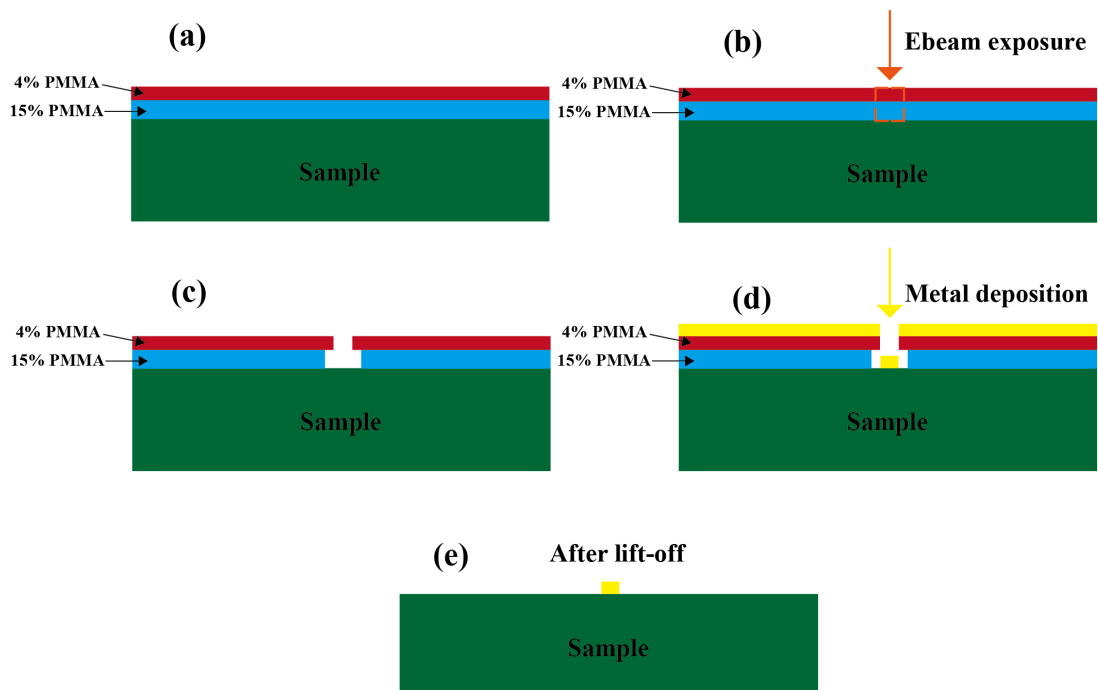 (a)
4% PMMA
15% PMMA
Sample
(b)
Ebeam exposure
4% PMMA
15% PMMA
Sample
(c)
4% PMMA
15% PMMA
Sample
(d)
Metal deposition
4% PMMA
15% PMMA
Sample
(e)
After lift-off
Sample